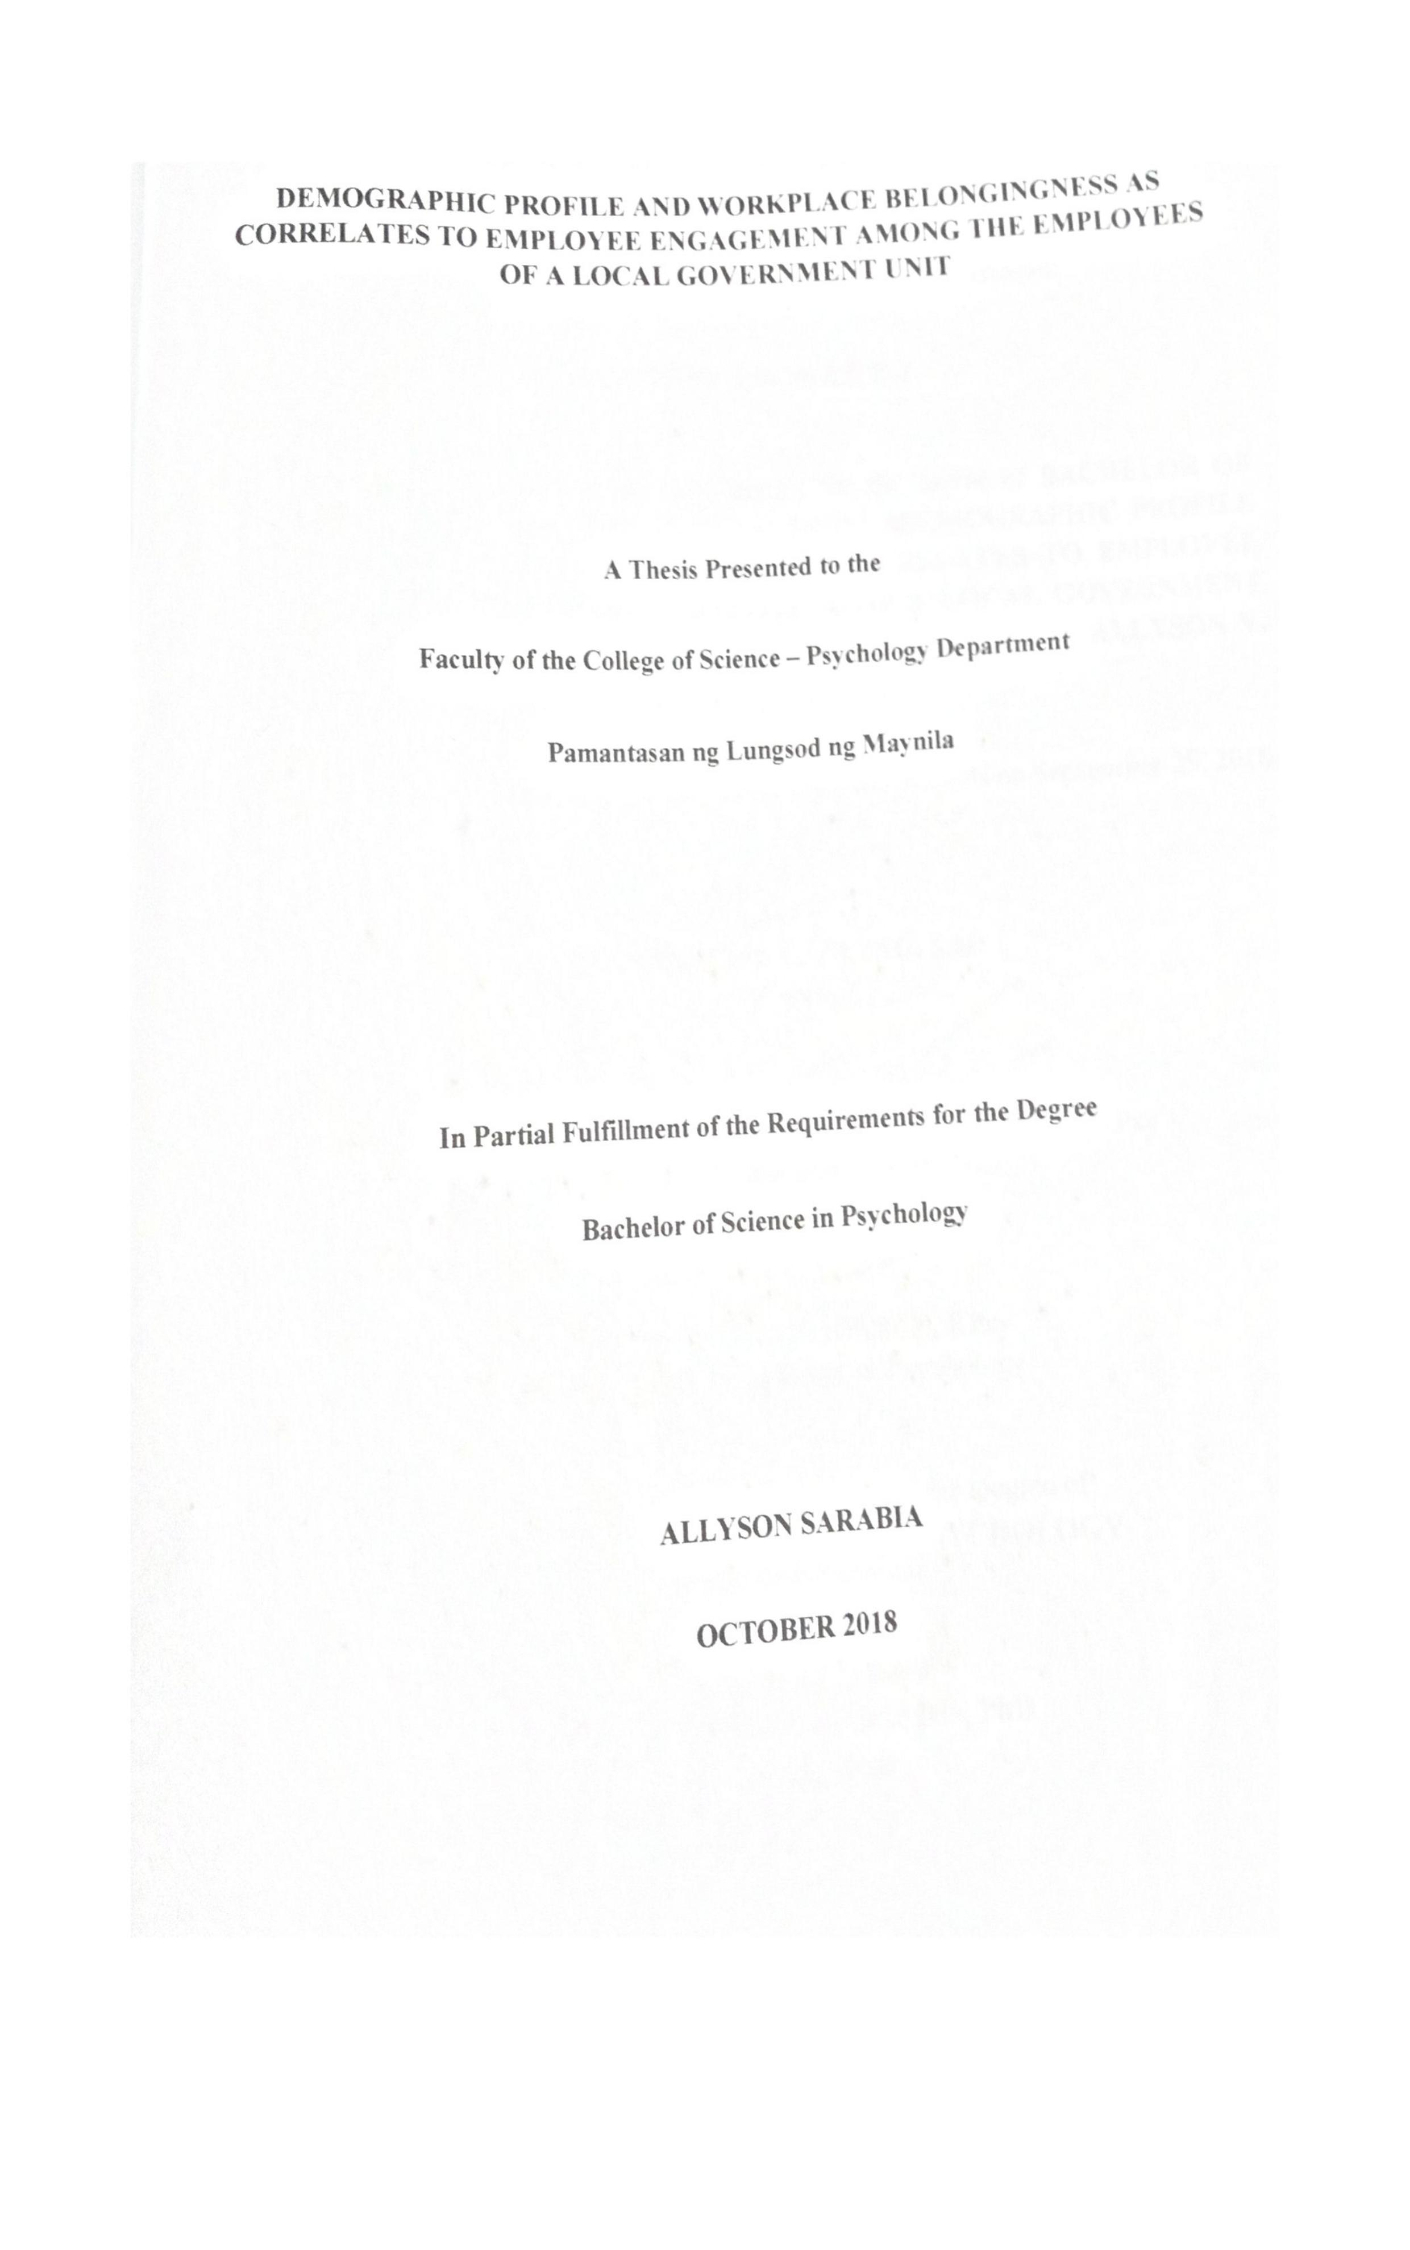 DEMOGRAPHIC PROFILE AND WORKPLACE BELONGINGNESS AS
CORRELATES TO EMPLOYEE ENGAGEMENT AMONG THE EMPLOYEES
OF A LOCAL GOVERNMENT UNIT
A Thesis Presented to the
Faculty of the College of Science – Psychology Department
Pamantasan ng Lungsod ng Maynila
In Partial Fulfillment of the Requirements for the Degree
Bachelor of Science in Psychology
ALLYSON SARABIA
OCTOBER 2018